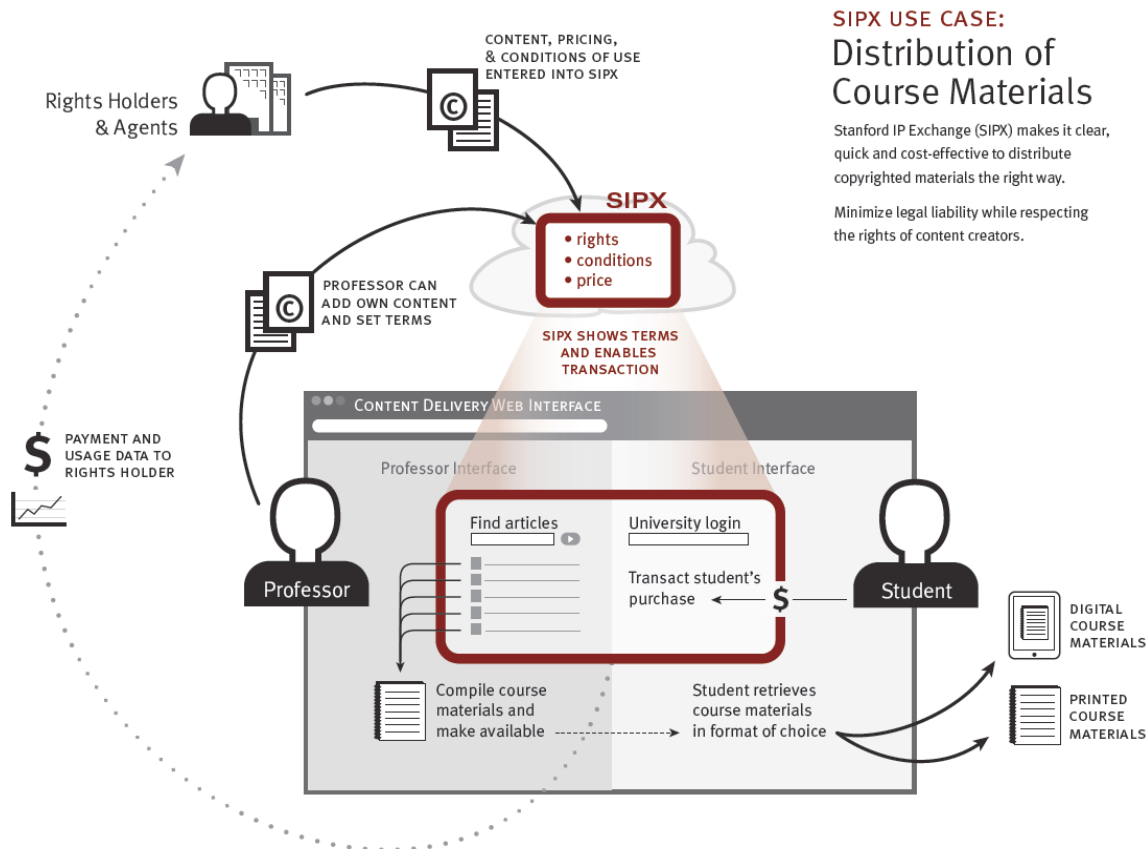 SIPX USE CASE:
Distribution of
Course Materials
Stanford IP Exchange (SIPX) makes it clear,
quick and cost-effective to distribute
copyrighted materials the right way.
Minimize legal liability while respecting
the rights of content creators.
CONTENT, PRICING,
& CONDITIONS OF USE
ENTERED INTO SIPX
Rights Holders
& Agents
©
SIPX
• rights
• conditions
• price
©
PROFESSOR CAN
ADD OWN CONTENT
AND SET TERMS
SIPX SHOWS TERMS
AND ENABLES
TRANSACTION
CONTENT DELIVERY WEB INTERFACE
$
PAYMENT AND
USAGE DATA TO
RIGHTS HOLDER
Professor Interface
Student Interface
Find articles
University login
Professor
Transact student's
purchase
$
Student
DIGITAL
COURSE
MATERIALS
Compile course
materials and
make available
Student retrieves
course materials
in format of choice
PRINTED
COURSE
MATERIALS